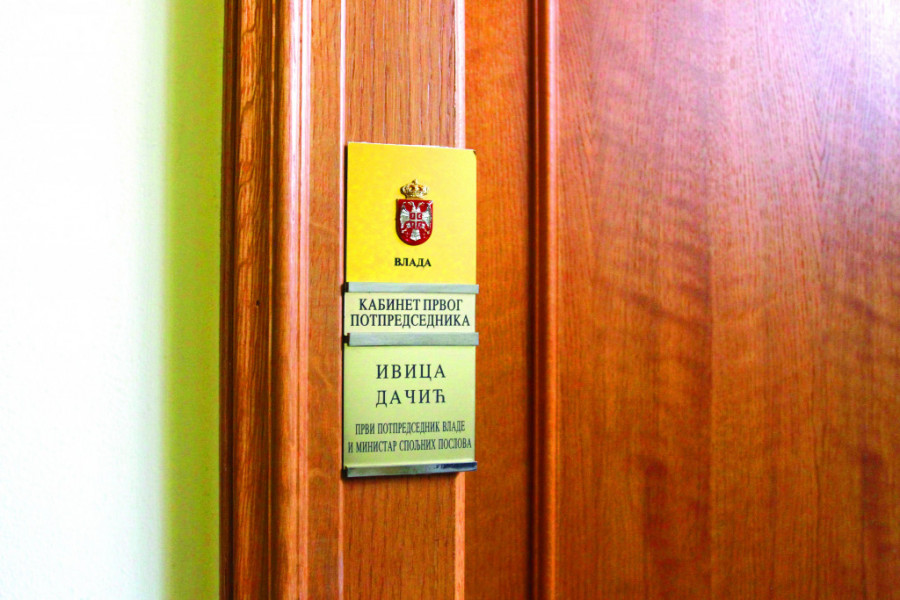 ВЛАДА
КАБИНЕТ ПРВОГ
ПОТПРЕДСЕДНИКА
ИВИЦА
ДАЧИЋ
ПРВИ ПОТПРЕДСЕДНИК ВЛАДЕ
И МИНИСТАР СПОЉНИХ ПОСЛОВА